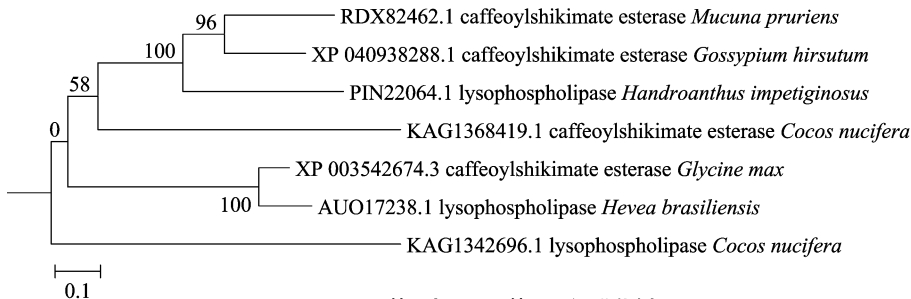 96
RDX82462.1 caffeoylshikimate esterase Mucuna pruriens
100
XP 040938288.1 caffeoylshikimate esterase Gossypium hirsutum
58
PIN22064.1 lysophospholipase Handroanthus impetiginosus
0
KAG1368419.1 caffeoylshikimate esterase Cocos nucifera
XP 003542674.3 caffeoylshikimate esterase Glycine max
100
AUO17238.1 lysophospholipase Hevea brasiliensis
KAG1342696.1 lysophospholipase Cocos nucifera
0.1